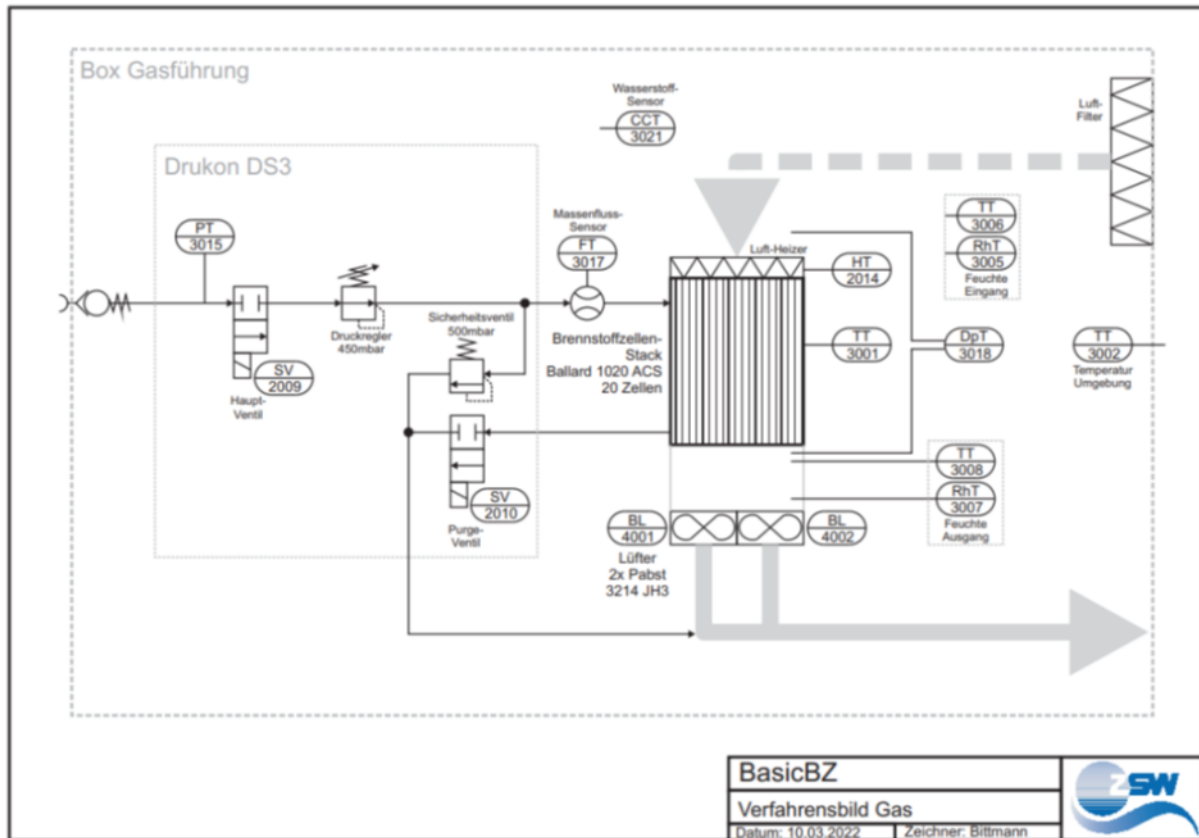 Box Gasführung
Wasserstoff-
Sensor
CCT
3021
Luft-
Filter
Drukon DS3
PT
3015
Massenfluss-
Sensor
FT
3017
TT
3006
RhT
3005
Feuchte
Eingang
Luft-Heizer
HT
2014
Druckregler
450mbar
Sicherheitsventil
500mbar
Brennstoffzellen-
Stack
Ballard 1020 ACS
20 Zellen
TT
3001
DpT
3018
TT
3002
Temperatur
Umgebung
SV
2009
Haupt-
Ventil
SV
2010
Purge-
Ventil
TT
3008
RhT
3007
Feuchte
Ausgang
BL
4001
BL
4002
Lüfter
2x Pabst
3214 JH3
BasicBZ
Verfahrensbild Gas
Datum: 10.03.2022
Zeichner: Bittmann
ZSW